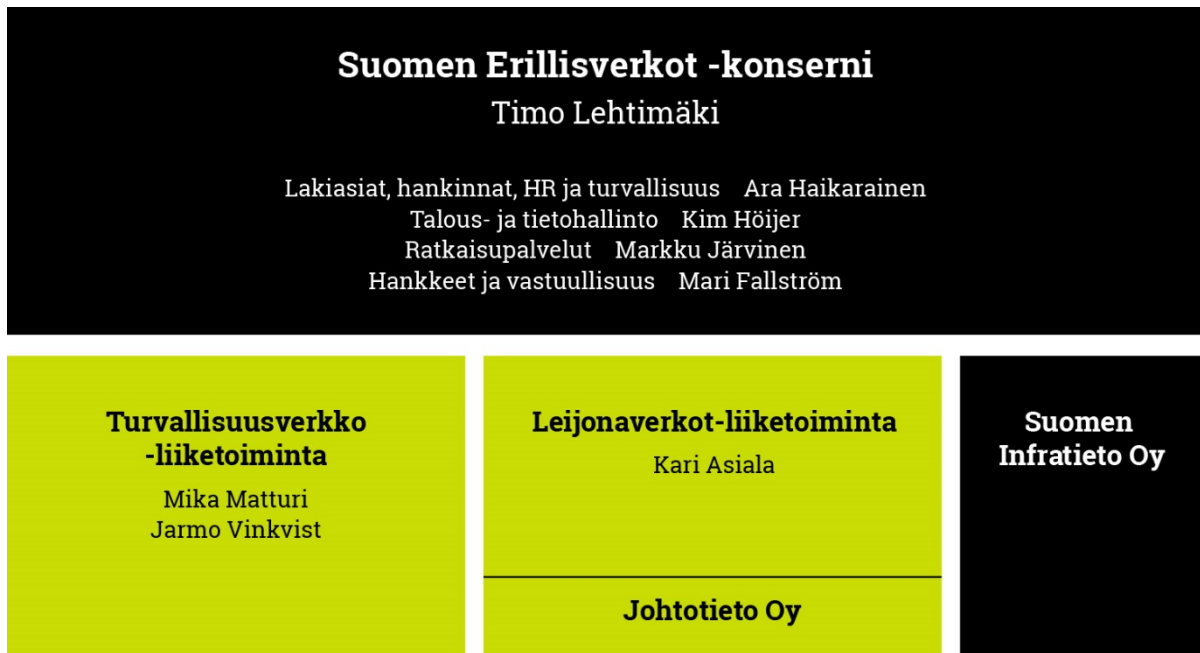 Suomen Erillisverkot -konserni
Timo Lehtimäki
Lakiasiat, hankinnat, HR ja turvallisuus Ara Haikarainen
Talous- ja tietohallinto Kim Höijer
Ratkaisupalvelut Markku Järvinen
Hankkeet ja vastuullisuus Mari Fallström
Turvallisuusverkko
-liiketoiminta
Mika Matturi
Jarmo Vinkvist
Leijonaverkot-liiketoiminta
Kari Asiala
Johtotieto Oy
Suomen
Infratieto Oy